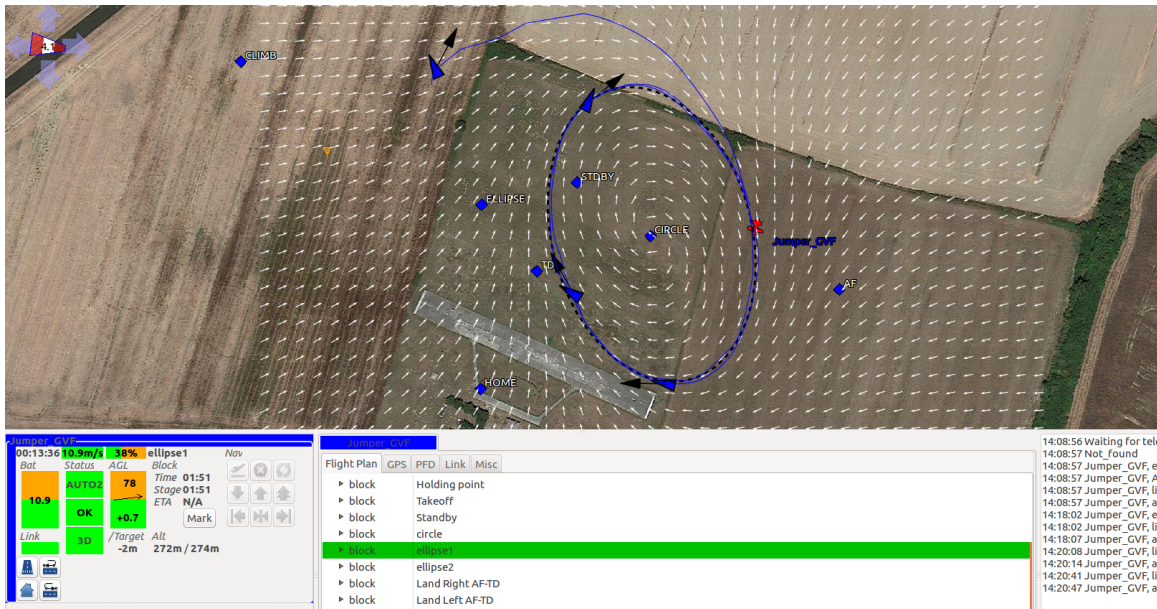 4.1
CLIMB
STDBY
ELLIPSE
CIRCLE
Jumper_GVF
TD
AF
HOME
Jumper_GVF
00:13:36 10.9m/s 38% ellipse1 Nav
Bat Status AGL Block
Time 01:51
AUTO2 78 Stage 01:51
ETA N/A
10.9 OK
+0.7 Mark
Link 3D /Target Alt
-2m 272m / 274m
Jumper_GVF
Flight Plan GPS PFD Link Misc
block Holding point
block Takeoff
block Standby
block circle
block ellipse1
block ellipse2
block Land Right AF-TD
block Land Left AF-TD
14:08:56 Waiting for tele
14:08:57 Not_found
14:08:57 Jumper_GVF, e
14:08:57 Jumper_GVF, A
14:08:57 Jumper_GVF, li
14:08:57 Jumper_GVF, a
14:18:02 Jumper_GVF, e
14:18:02 Jumper_GVF, li
14:18:07 Jumper_GVF, a
14:20:08 Jumper_GVF, li
14:20:14 Jumper_GVF, a
14:20:41 Jumper_GVF, li
14:20:47 Jumper_GVF, a